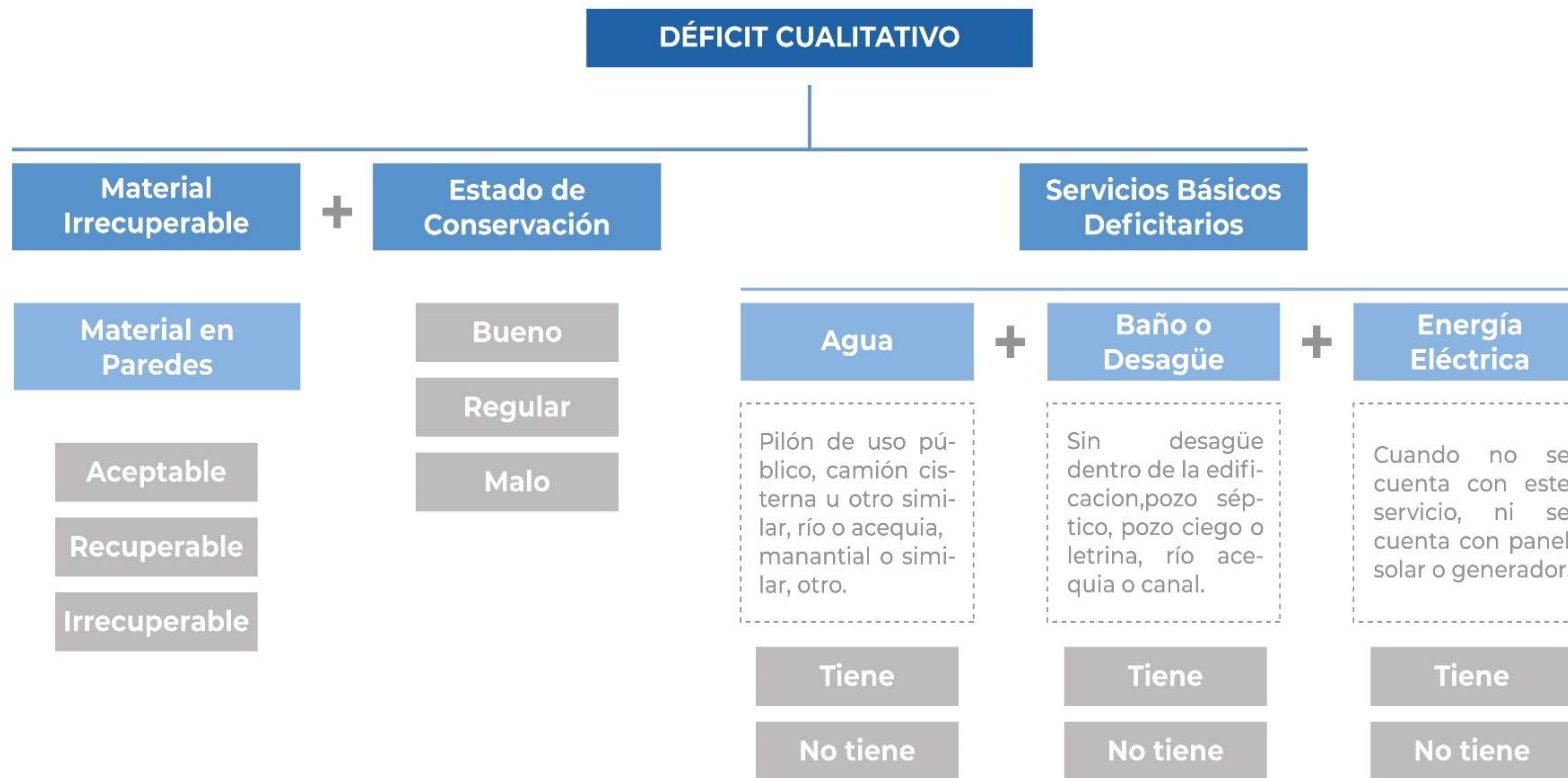 DÉFICIT CUALITATIVO
Material
Irrecuperable
+
Estado de
Conservación
Servicios Básicos
Deficitarios
Material en
Paredes
Aceptable
Recuperable
Irrecuperable
Bueno
Regular
Malo
Agua
+
Baño o
Desagüe
+
Energía
Eléctrica
Pilón de uso pú-
blico, camión cis-
terna u otro simi-
lar, río o acequia,
manantial o simi-
lar, otro.
Sin desagüe
dentro de la edifi-
cacion,pozo sép-
tico, pozo ciego o
letrina, río ace-
quia o canal.
Cuando no se
cuenta con este
servicio, ni se
cuenta con panel
solar o generador
Tiene
No tiene
Tiene
No tiene
Tiene
No tiene